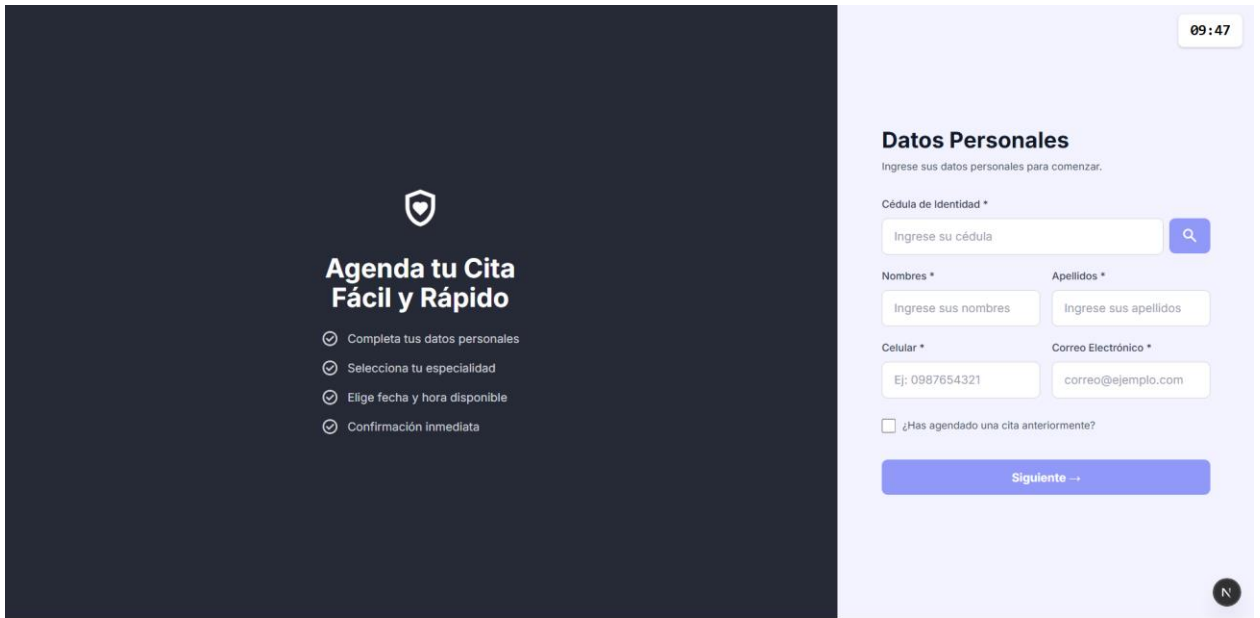 Agenda tu Cita
Fácil y Rápido
Completa tus datos personales
Selecciona tu especialidad
Elige fecha y hora disponible
Confirmación inmediata
09:47
Datos Personales
Ingrese sus datos personales para comenzar.
Cédula de Identidad *
Ingrese su cédula
Nombres *
Apellidos *
Ingrese sus nombres
Ingrese sus apellidos
Celular *
Correo Electrónico *
Ej: 0987654321
correo@ejemplo.com
¿Has agendado una cita anteriormente?
Siguiente →
N